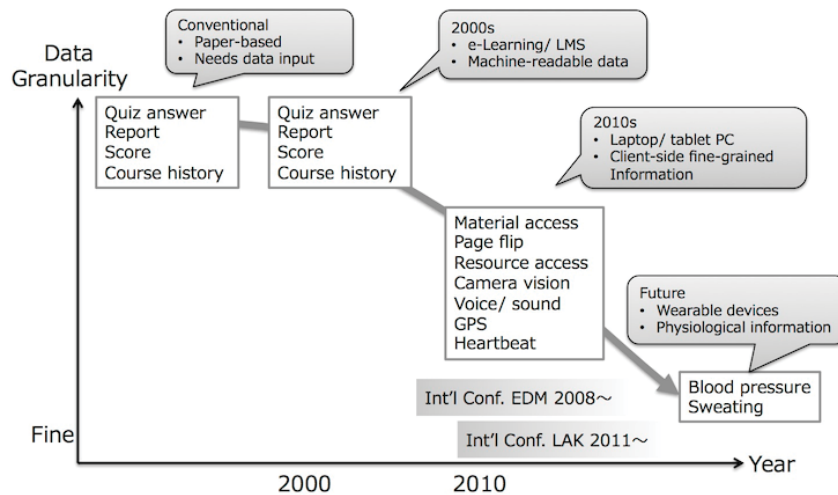 Conventional
• Paper-based
• Needs data input
2000s
• e-Learning/ LMS
• Machine-readable data
Data
Granularity
Quiz answer
Report
Score
Course history
Quiz answer
Report
Score
Course history
2010s
• Laptop/ tablet PC
• Client-side fine-grained
Information
Material access
Page flip
Resource access
Camera vision
Voice/ sound
GPS
Heartbeat
Future
• Wearable devices
• Physiological information
Blood pressure
Sweating
Int'l Conf. EDM 2008～
Int'l Conf. LAK 2011～
Fine
Year
2000
2010